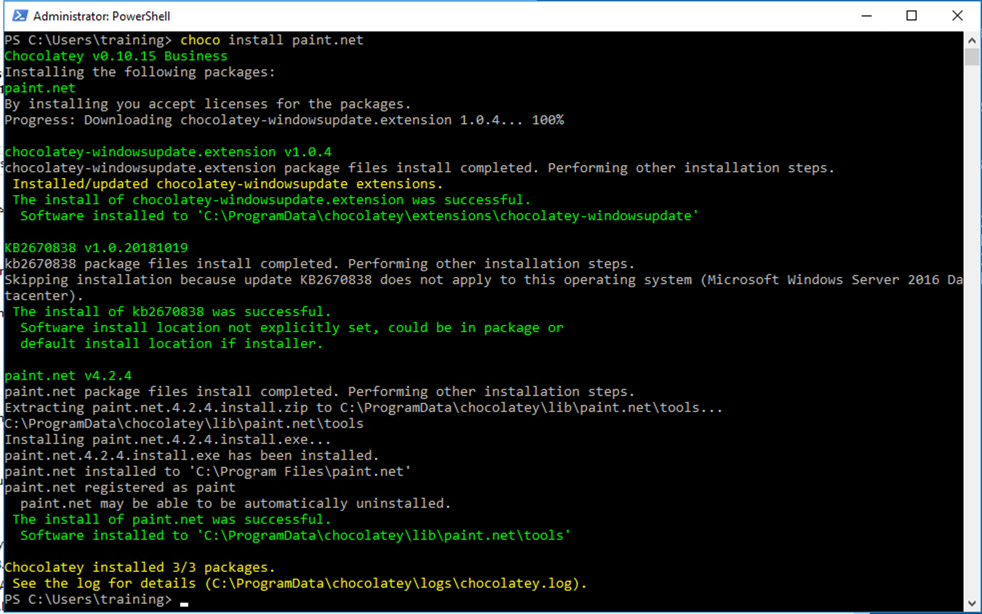 Administrator: PowerShell
PS C:\Users\training> choco install paint.net
Chocolatey v0.10.15 Business
Installing the following packages:
paint.net
By installing you accept licenses for the packages.
Progress: Downloading chocolatey-windowsupdate.extension 1.0.4... 100%
chocolatey-windowsupdate.extension v1.0.4
chocolatey-windowsupdate.extension package files install completed. Performing other installation steps.
Installed/updated chocolatey-windowsupdate extensions.
The install of chocolatey-windowsupdate.extension was successful.
Software installed to 'C:\ProgramData\chocolatey\extensions\chocolatey-windowsupdate'
KB2670838 v1.0.20181019
kb2670838 package files install completed. Performing other installation steps.
Skipping installation because update KB2670838 does not apply to this operating system (Microsoft Windows Server 2016 Da
tacenter).
The install of kb2670838 was successful.
Software install location not explicitly set, could be in package or
default install location if installer.
paint.net v4.2.4
paint.net package files install completed. Performing other installation steps.
Extracting paint.net.4.2.4.install.zip to C:\ProgramData\chocolatey\lib\paint.net\tools...
C:\ProgramData\chocolatey\lib\paint.net\tools
Installing paint.net.4.2.4.install.exe...
paint.net.4.2.4.install.exe has been installed.
paint.net installed to 'C:\Program Files\paint.net'
paint.net registered as paint
paint.net may be able to be automatically uninstalled.
The install of paint.net was successful.
Software installed to 'C:\ProgramData\chocolatey\lib\paint.net\tools'
Chocolatey installed 3/3 packages.
See the log for details (C:\ProgramData\chocolatey\logs\chocolatey.log).
PS C:\Users\training>